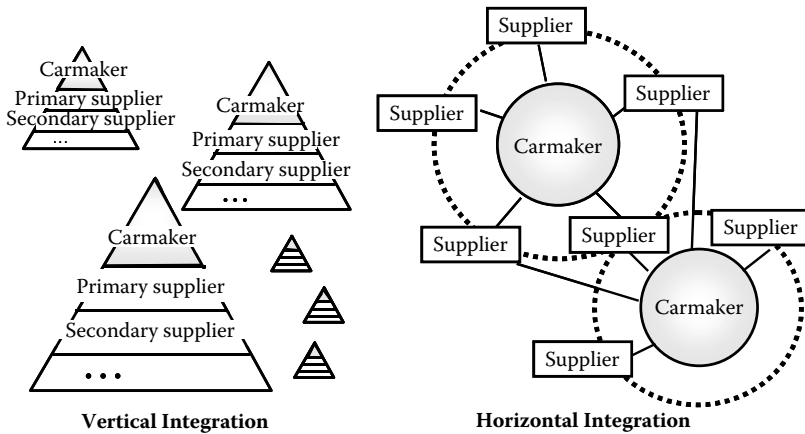 Carmaker
Primary supplier
Secondary supplier
...
Carmaker
Primary supplier
Secondary supplier
...
Carmaker
Primary supplier
Secondary supplier
...
Vertical Integration
Supplier
Supplier
Supplier
Carmaker
Supplier
Supplier
Supplier
Carmaker
Supplier
Horizontal Integration